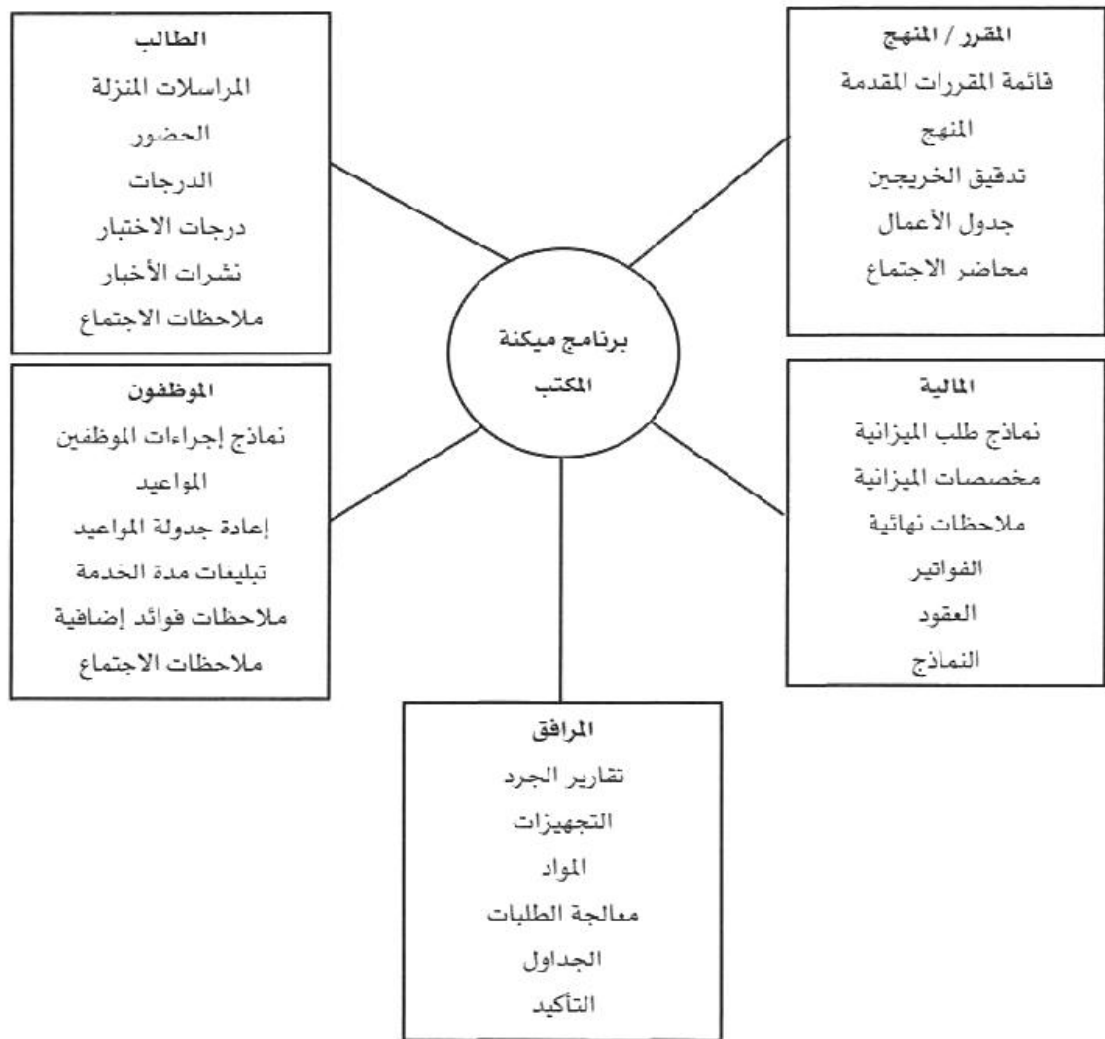 المقرر / المنهج
قائمة المقررات المقدمة
المنهج
تدقيق الخريجين
جدول الأعمال
محاضر الاجتماع
الطالب
المراسلات المنزلة
الحضور
الدرجات
درجات الاختبار
نشرات الأخبار
ملاحظات الاجتماع
برنامج ميكنة
المكتب
المالية
نماذج طلب الميزانية
مخصصات الميزانية
ملاحظات نهائية
الفواتير
العقود
النماذج
الموظفون
نماذج إجراءات الموظفين
المواعيد
إعادة جدولة المواعيد
تبليغات مدة الخدمة
ملاحظات فوائد إضافية
ملاحظات الاجتماع
المرافق
تقارير الجرد
التجهيزات
المواد
معالجة الطلبات
الجداول
التأكيد